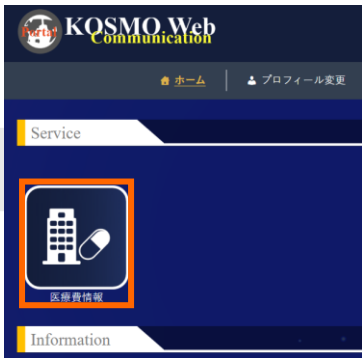 Portal KOSMO Web
Communication
ホーム プロフィール変更
Service
医療費情報
Information